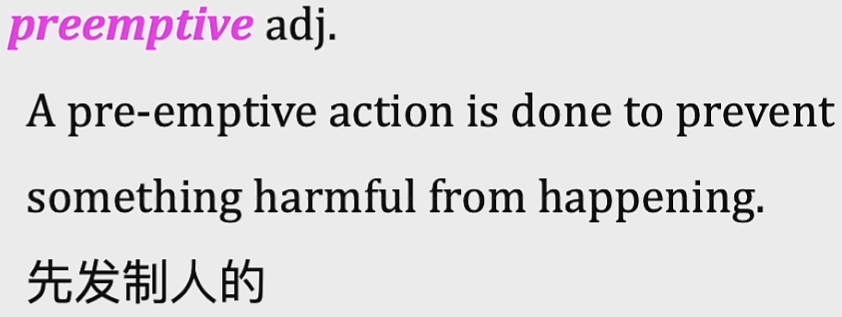 preemptive adj.
A pre-emptive action is done to prevent
something harmful from happening.
先发制人的